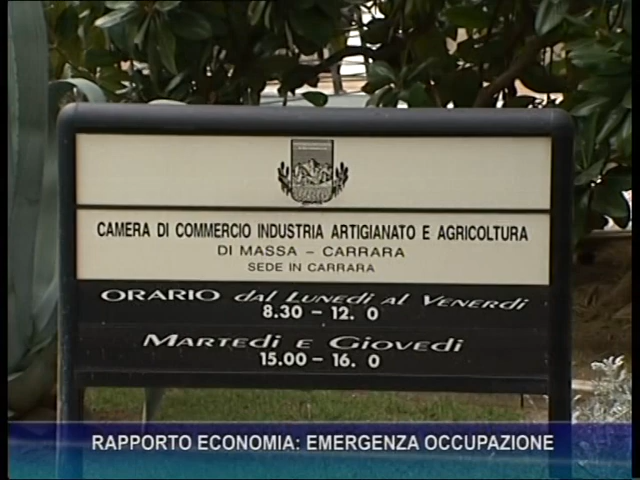 CAMERA DI COMMERCIO INDUSTRIA ARTIGIANATO E AGRICOLTURA
DI MASSA - CARRARA
SEDE IN CARRARA
ORARIO dal Lunedì al Venerdì
8.30 - 12. 0
Martedì e Giovedì
15.00 - 16. 0
RAPPORTO ECONOMIA: EMERGENZA OCCUPAZIONE